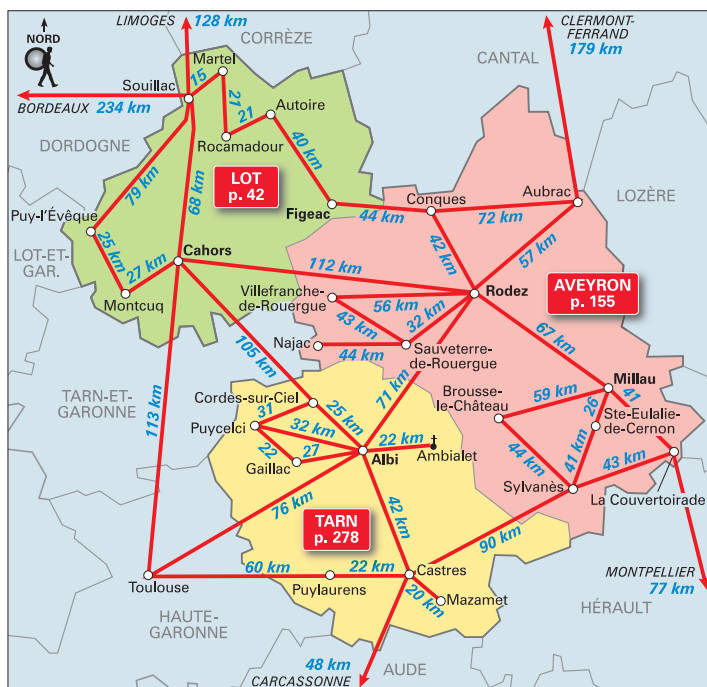 LIMOGES
128 km
CLERMONT-
FERRAND
179 km
NORD
CORRÈZE
CANTAL
Martel
15
Souillac
21
Autoire
21
BORDEAUX 234 km
Rocamadour
DORDOGNE
40 km
LOT
p. 42
79 km
68 km
Aubrac
LOZÈRE
Conques
Figeac
44 km
72 km
Puy-l'Évêque
42 km
57 km
25 km
LOT-ET-
GAR.
27 km
Cahors
112 km
AVEYRON
p. 155
Villefranche-
de-Rouergue
56 km
Rodez
Montcuq
43 km
32 km
67 km
Najac
44 km
Sauveterre-
de-Rouergue
105 km
TARN-ET-
GARONNE
113 km
71 km
Brousse-
le-Château
59 km
Millau
41
26
Ste-Eulalie-
de-Cernon
Cordes-sur-Ciel
31
25 km
Puycelci
32 km
22 km
22
27
Gaillac
Albi
Ambialet
44 km
41 km
43 km
Sylvanès
La Couvertoirade
76 km
42 km
TARN
p. 278
90 km
Toulouse
60 km
22 km
Castres
Puylaurens
20 km
Mazamet
MONTPELLIER
77 km
HÉRAULT
HAUTE-
GARONNE
48 km
CARCASSONNE
AUDE